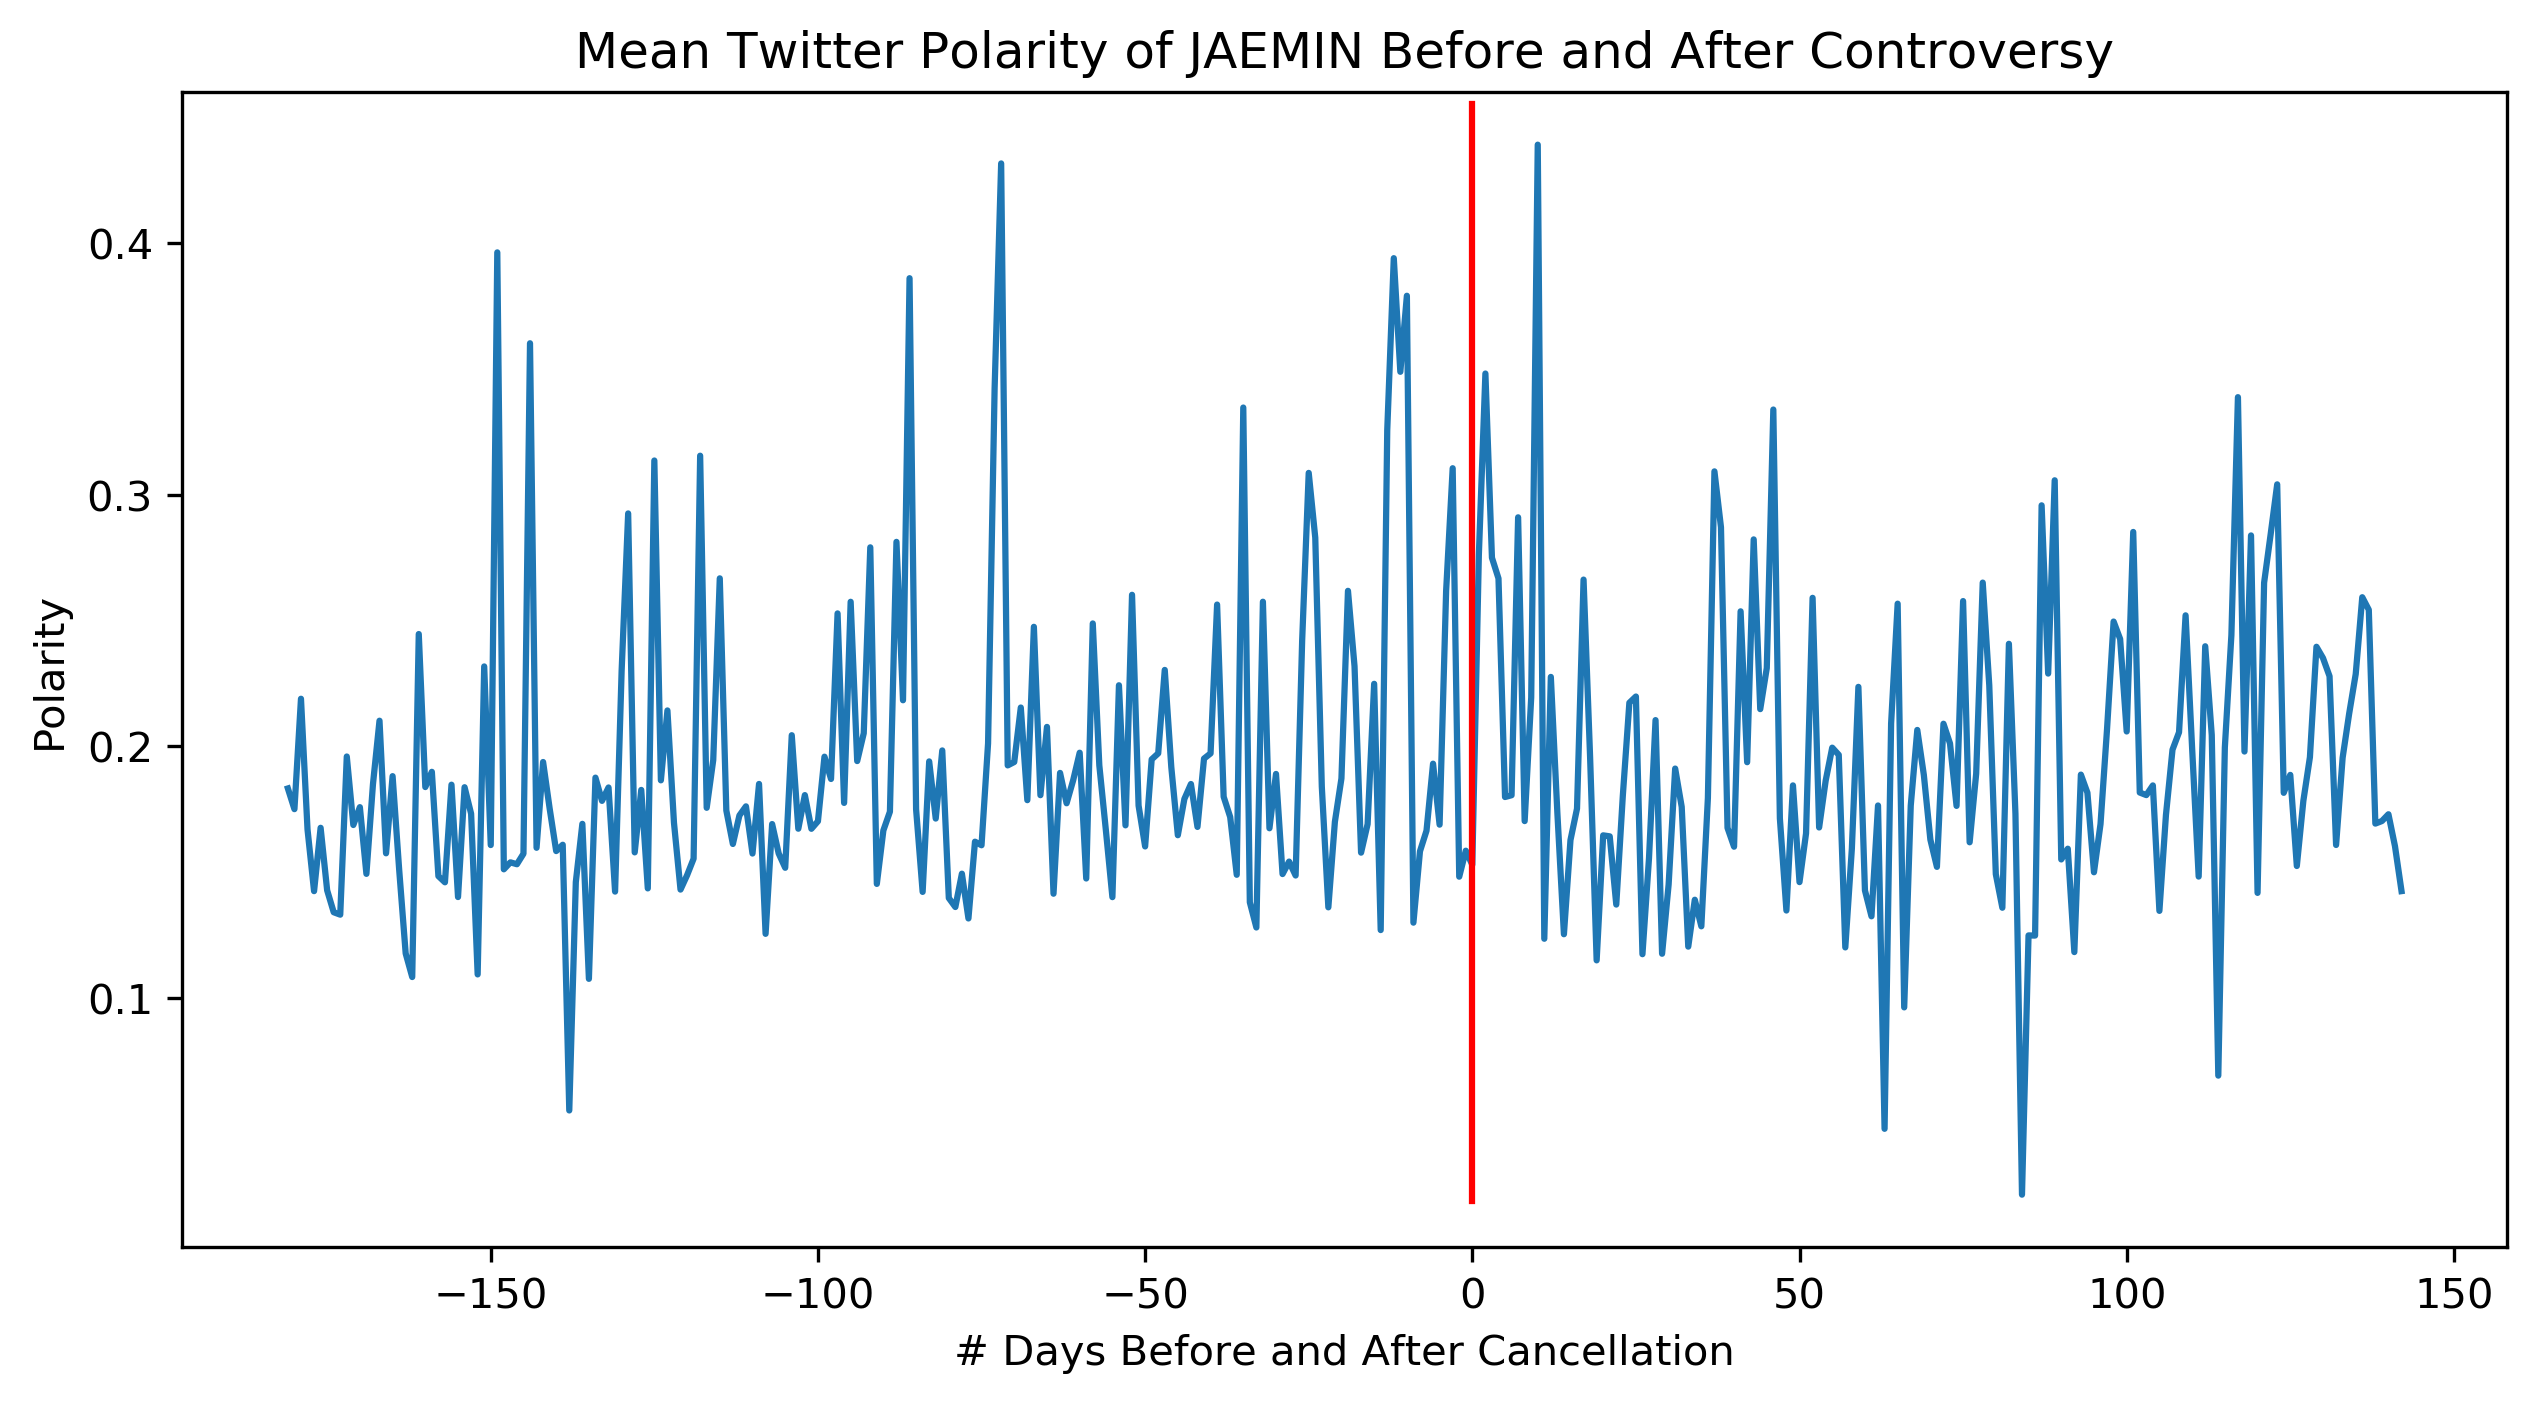 Mean Twitter Polarity of JAEMIN Before and After Controversy
Polarity
0.4
0.3
0.2
0.1
−150 −100 −50 0 50 100 150
# Days Before and After Cancellation